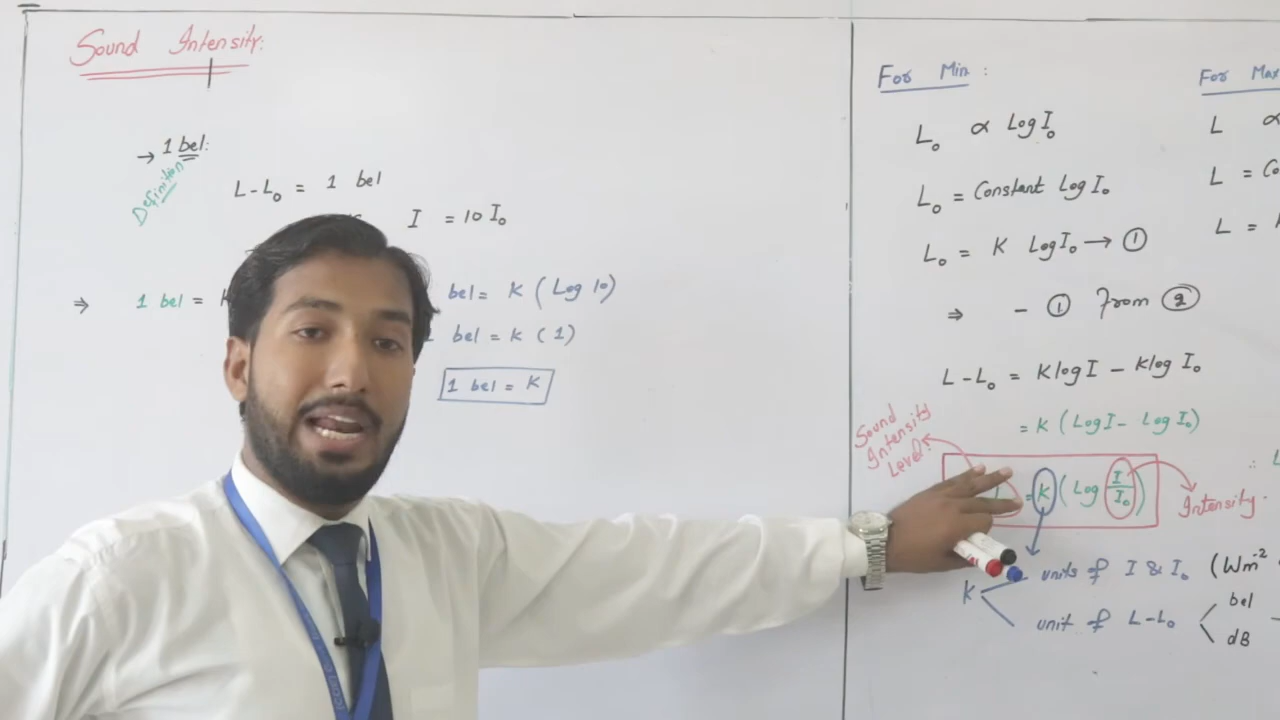 Sound Intensity:
→ 1 bel:
Definition
L-L₀ = 1 bel
I = 10 I₀
⇒ 1 bel =
bel = K (Log 10)
bel = K (1)
1 bel = K
For Min :
L₀ ∝ Log I₀
L₀ = Constant Log I₀
L₀ = K Log I₀ → ①
⇒ - ① from ②
L-L₀ = K log I - K log I₀
= K (Log I - Log I₀)
Sound Intensity Level
= K (Log I/I₀)
Intensity.
K
units of I & I₀ (Wm⁻²
unit of L-L₀
bel
dB
For Max
L ∝
L =
L =